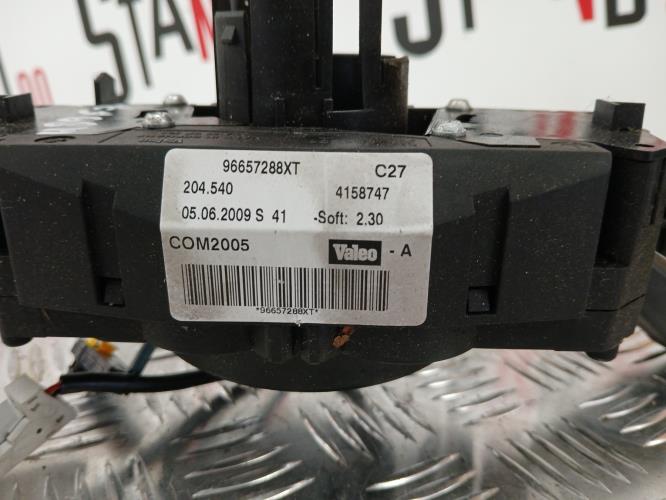 96657288XT C27
204.540 4158747
05.06.2009 S 41 -Soft: 2.30
COM2005 Valeo - A
*96657288XT*